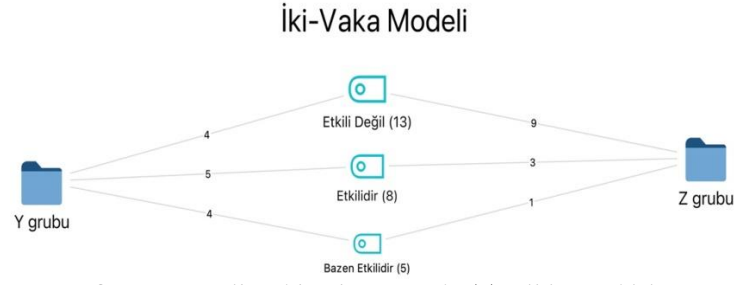 İki-Vaka Modeli
Etkili Değil (13)
4
9
5
3
Etkilidir (8)
Y grubu
Z grubu
4
1
Bazen Etkilidir (5)